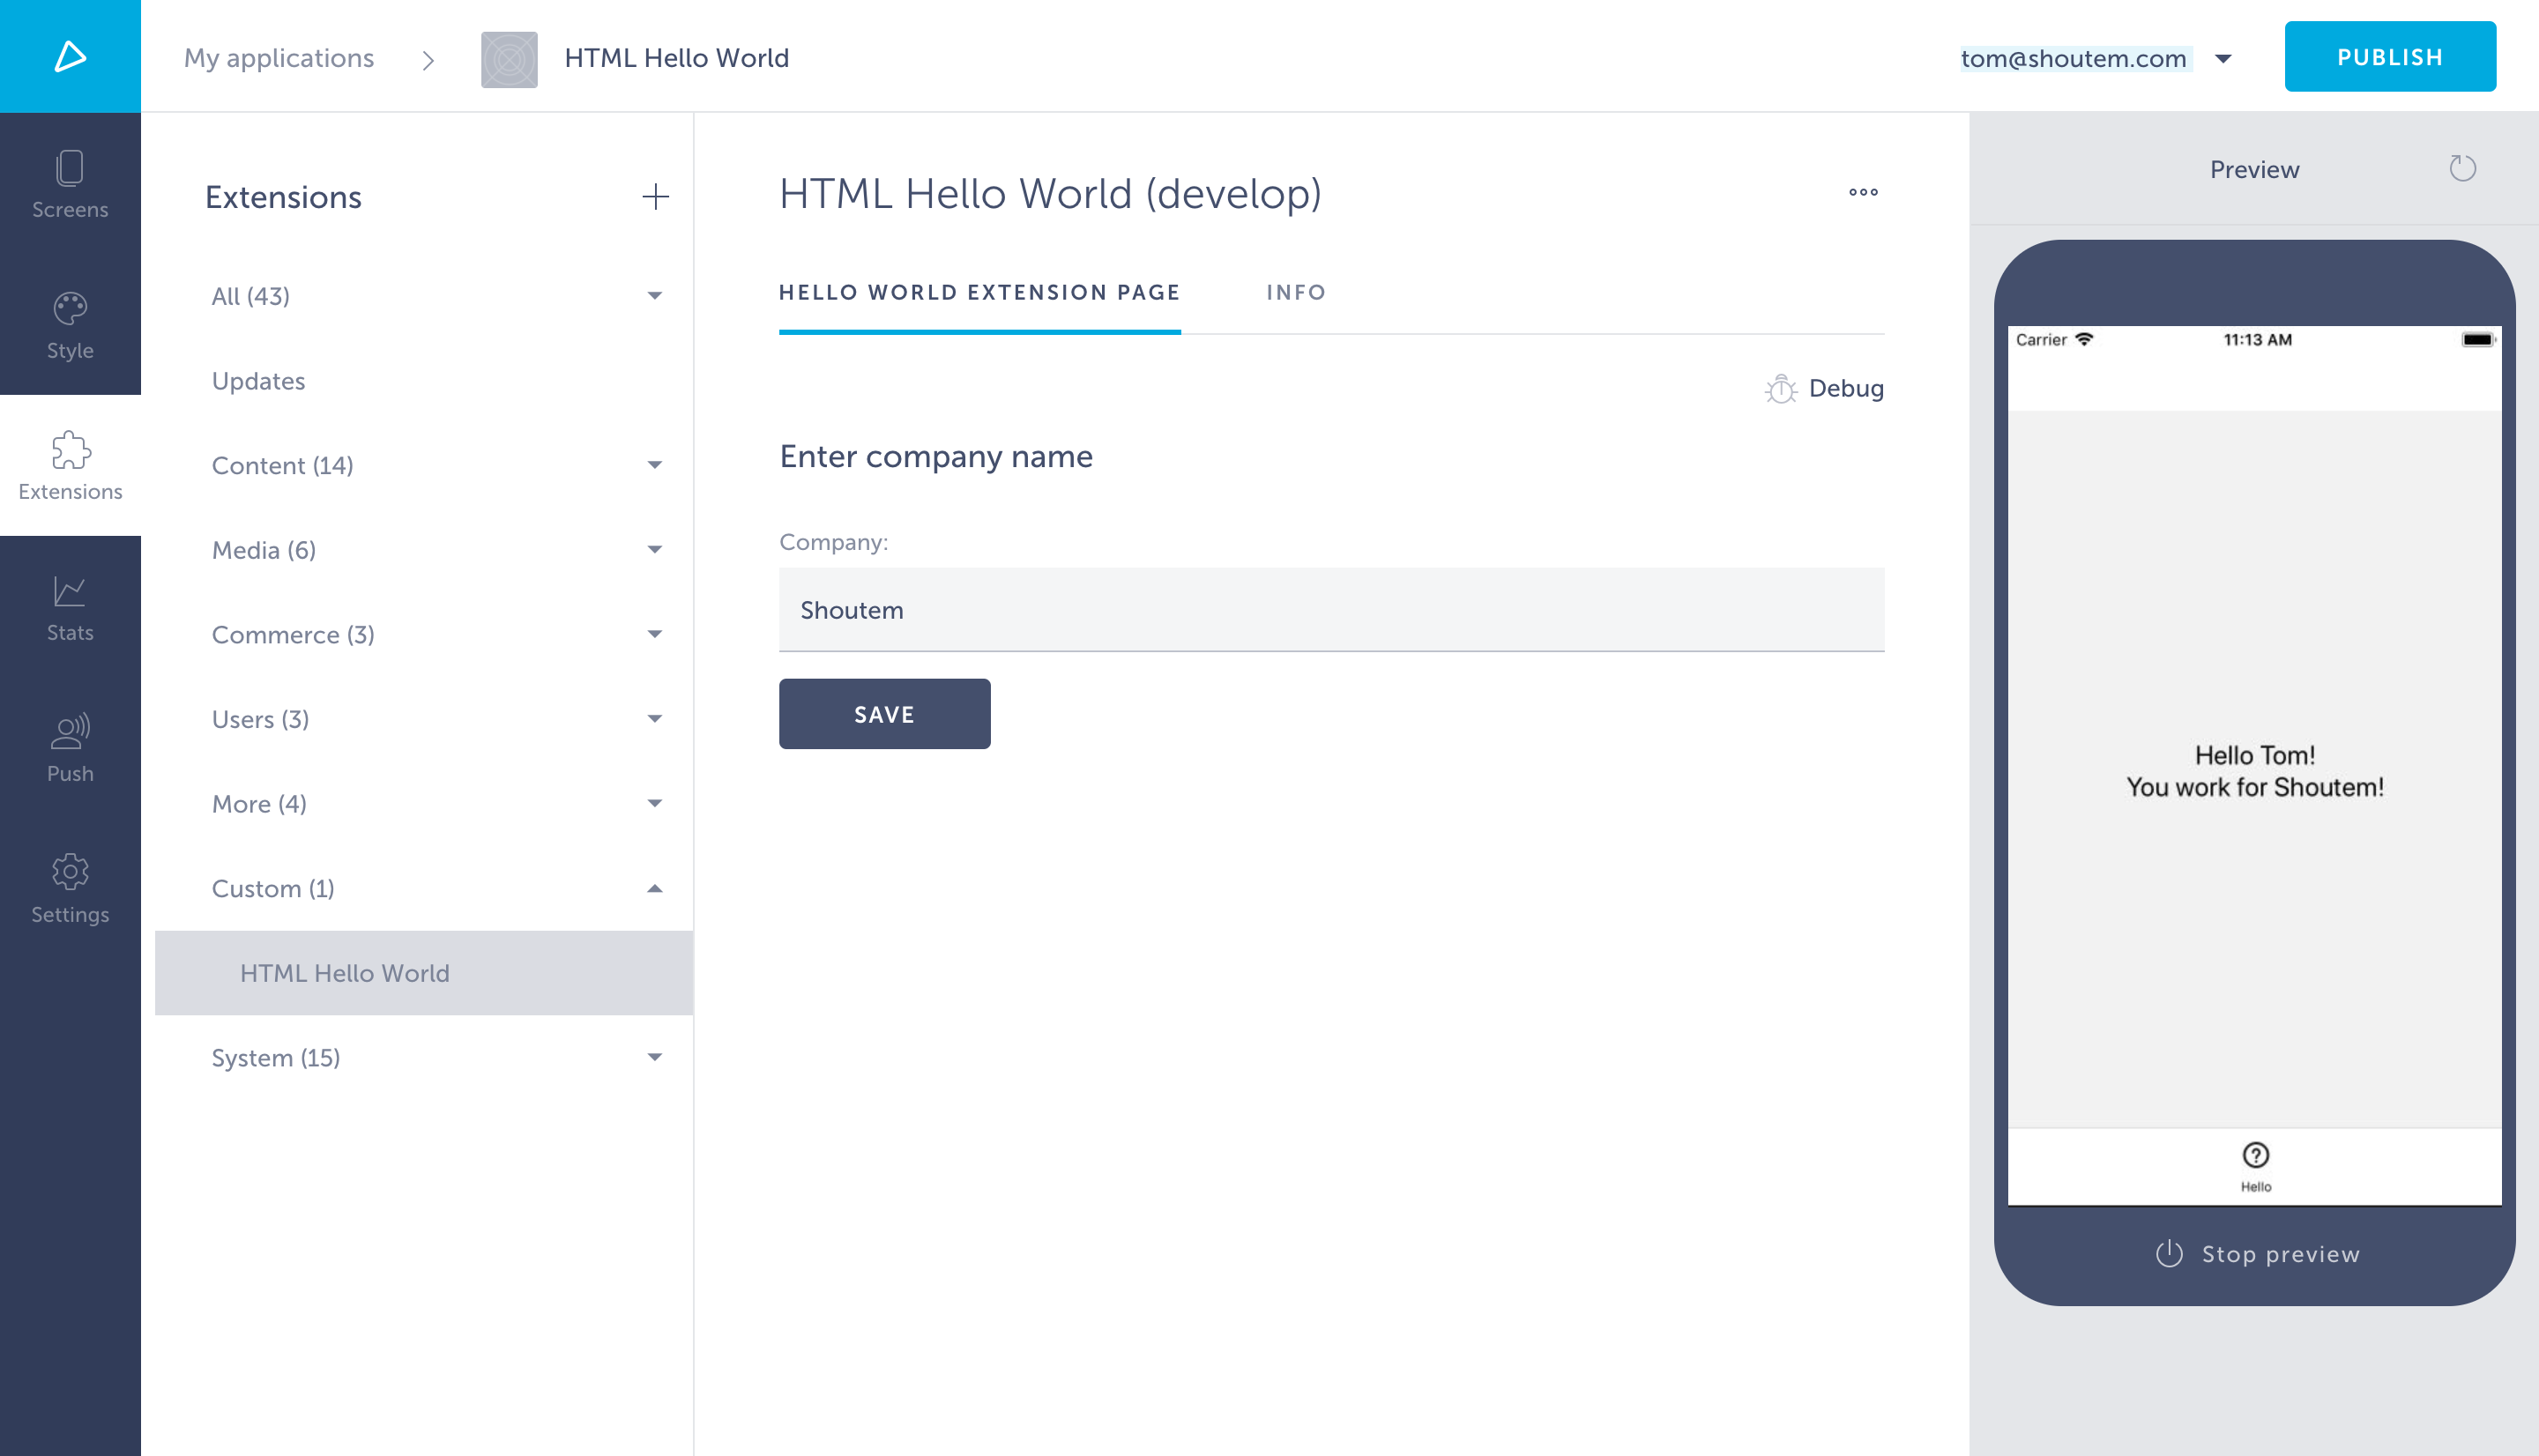 My applications
HTML Hello World
tom@shoutem.com
PUBLISH
Screens
Style
Extensions
Stats
Push
Settings
Extensions
All (43)
Updates
Content (14)
Media (6)
Commerce (3)
Users (3)
More (4)
Custom (1)
HTML Hello World
System (15)
HTML Hello World (develop)
HELLO WORLD EXTENSION PAGE
INFO
Debug
Enter company name
Company:
Shoutem
SAVE
Preview
Carrier 11:13 AM
Hello Tom!
You work for Shoutem!
Hello
Stop preview